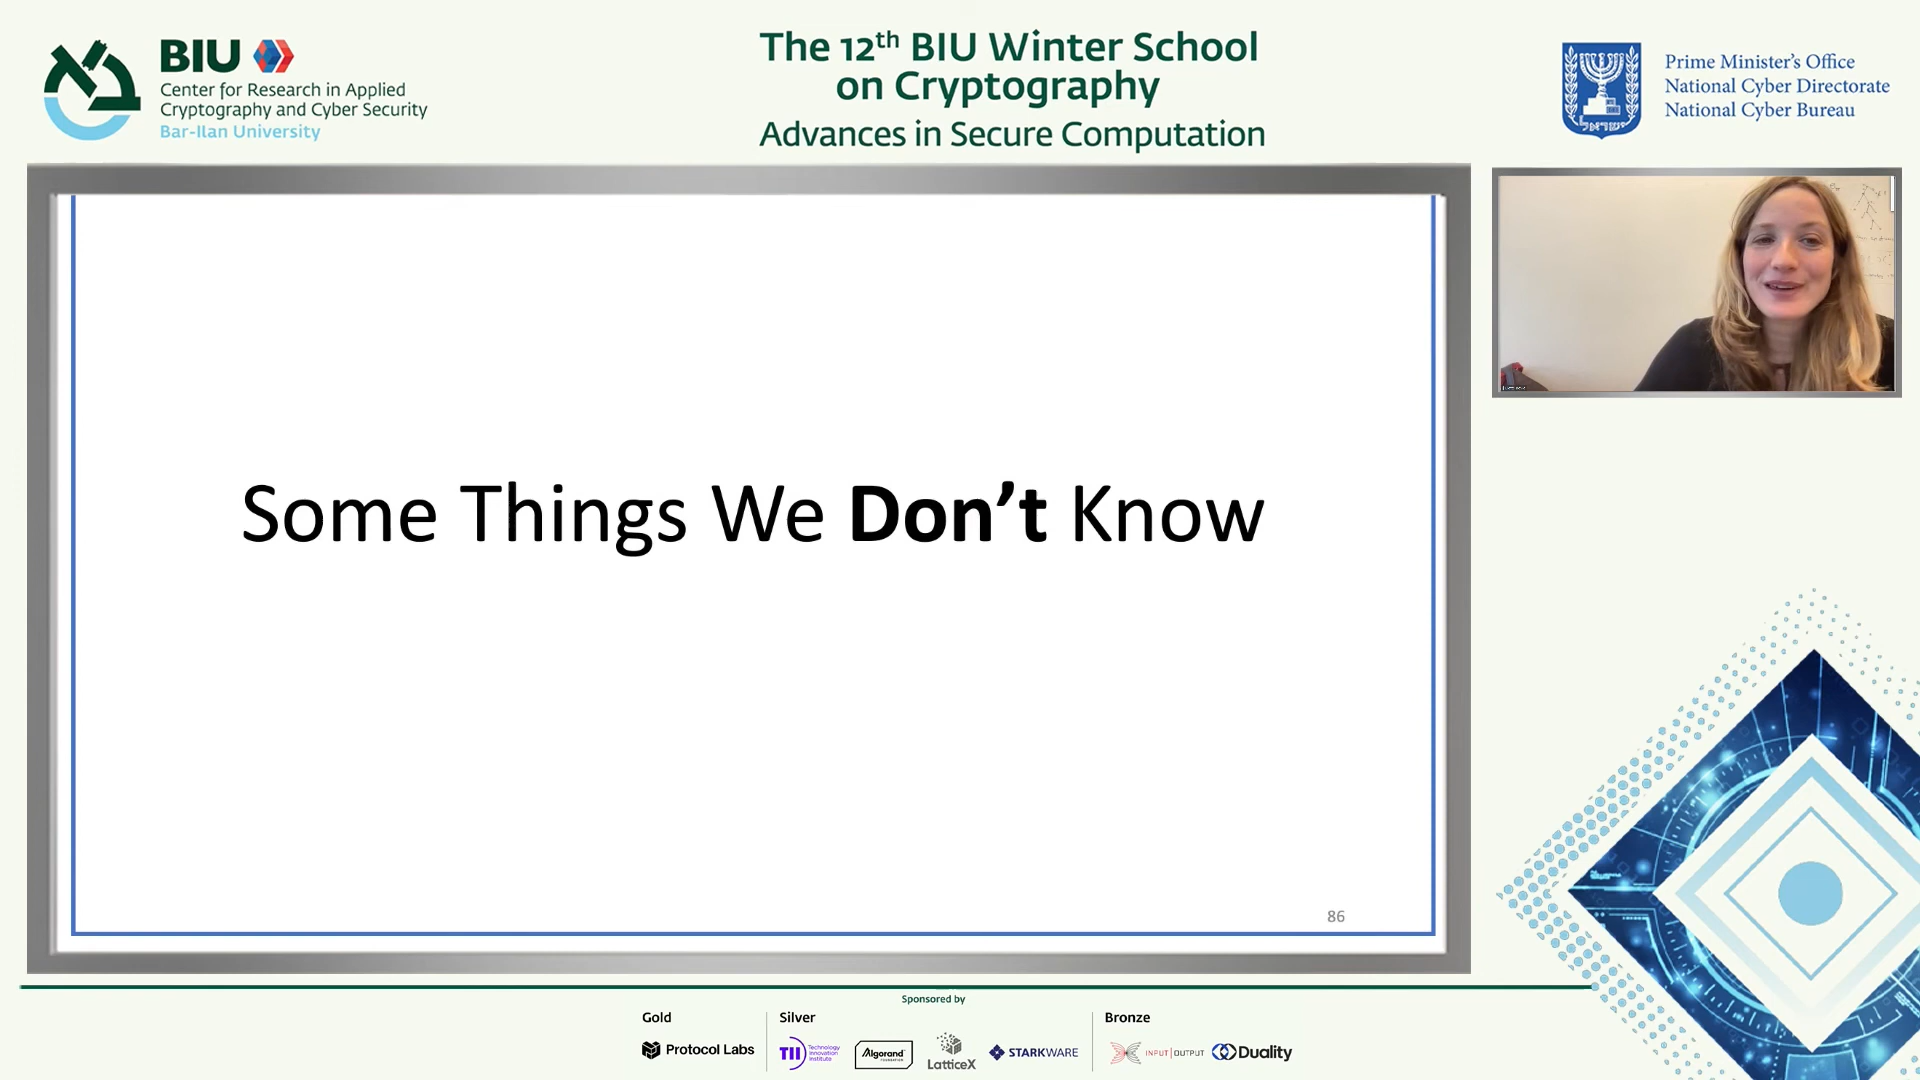 BIU
Center for Research in Applied
Cryptography and Cyber Security
Bar-Ilan University
The 12th BIU Winter School
on Cryptography
Advances in Secure Computation
Prime Minister's Office
National Cyber Directorate
National Cyber Bureau
ישראל
Some Things We Don't Know
86
Sponsored by
Gold
Protocol Labs
Silver
TII Technology
Innovation
Institute
Algorand
FOUNDATION
LatticeX
STARKWARE
Bronze
INPUT | OUTPUT
Duality